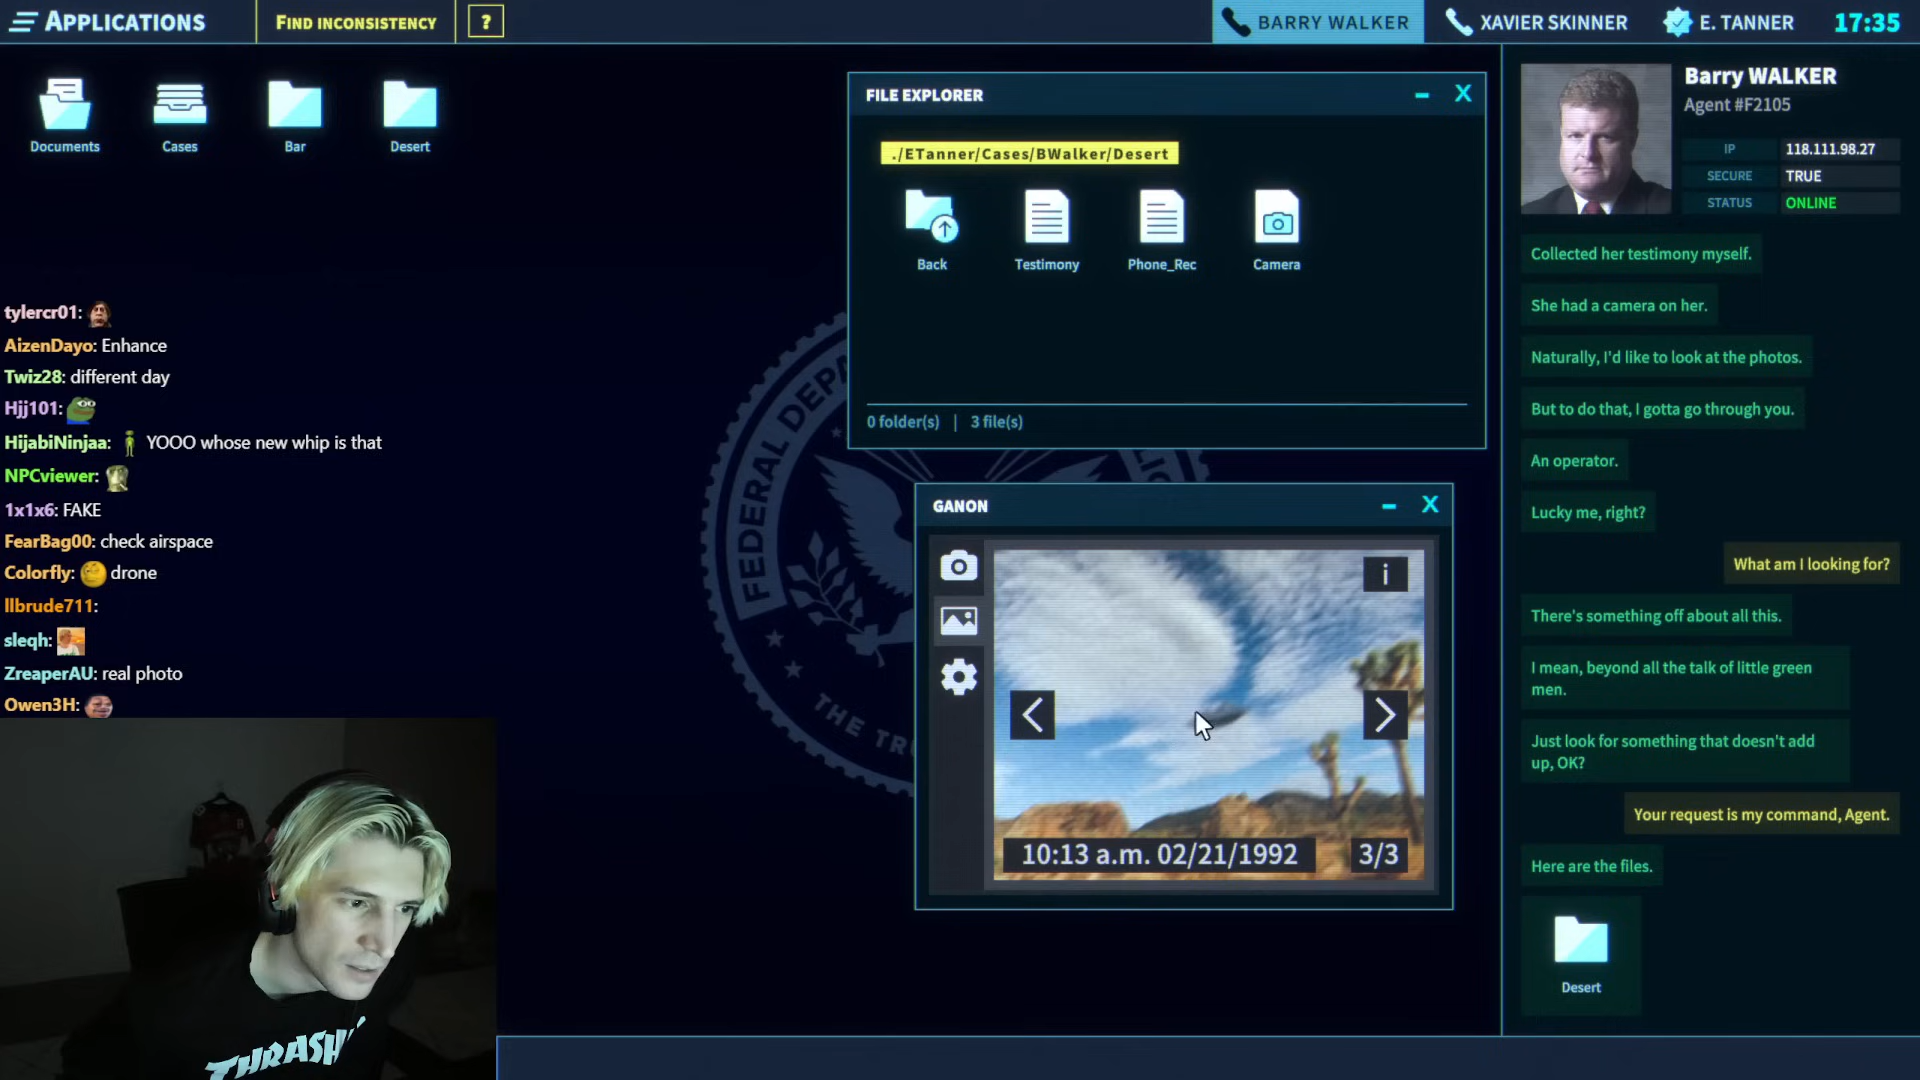 APPLICATIONS
FIND INCONSISTENCY
?
BARRY WALKER
XAVIER SKINNER
E. TANNER
17:35
Documents
Cases
Bar
Desert
FILE EXPLORER
– X
./ETanner/Cases/BWalker/Desert
Back
Testimony
Phone_Rec
Camera
0 folder(s) | 3 file(s)
FEDERAL DEPA
THE TRU
GANON
– X
i
10:13 a.m. 02/21/1992
3/3
Barry WALKER
Agent #F2105
IP 118.111.98.27
SECURE TRUE
STATUS ONLINE
Collected her testimony myself.
She had a camera on her.
Naturally, I'd like to look at the photos.
But to do that, I gotta go through you.
An operator.
Lucky me, right?
What am I looking for?
There's something off about all this.
I mean, beyond all the talk of little green
men.
Just look for something that doesn't add
up, OK?
Your request is my command, Agent.
Here are the files.
Desert
tylercr01:
AizenDayo: Enhance
Twiz28: different day
Hjj101:
HijabiNinjaa: YOOO whose new whip is that
NPCviewer:
1x1x6: FAKE
FearBag00: check airspace
Colorfly: drone
llbrude711:
sleqh:
ZreaperAU: real photo
Owen3H:
THRASH